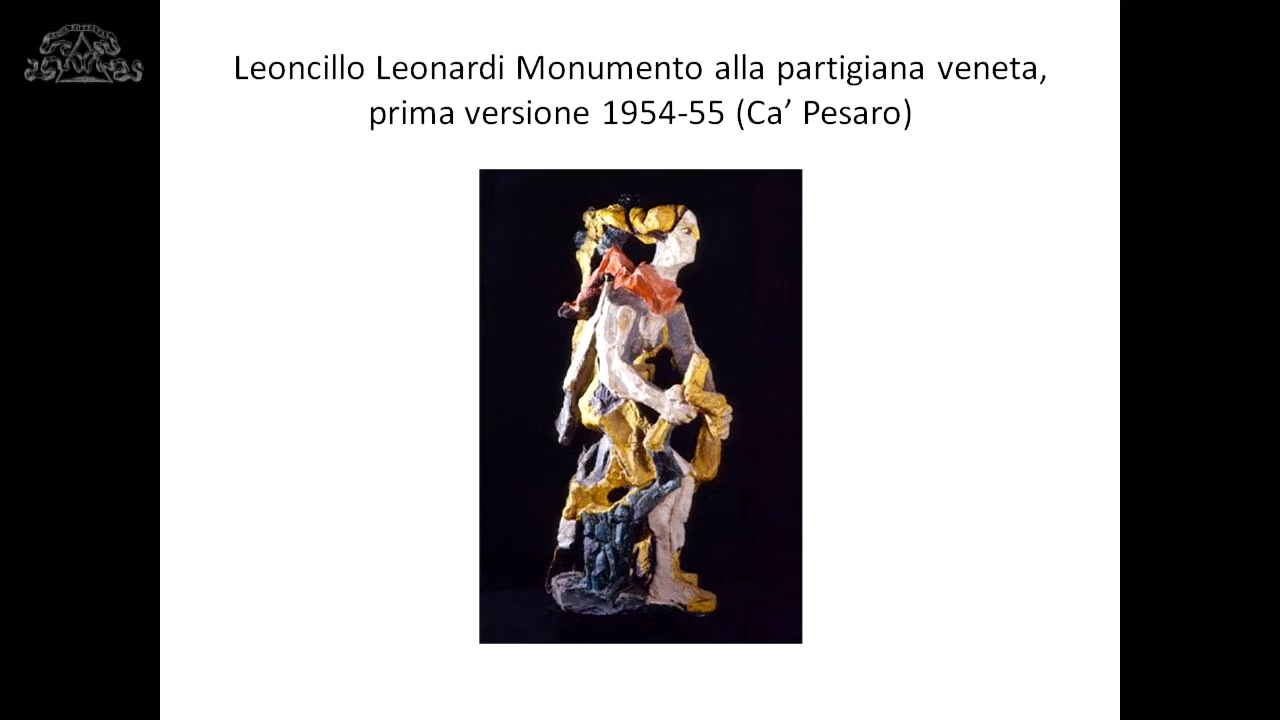 Leoncillo Leonardi Monumento alla partigiana veneta,
prima versione 1954-55 (Ca’ Pesaro)